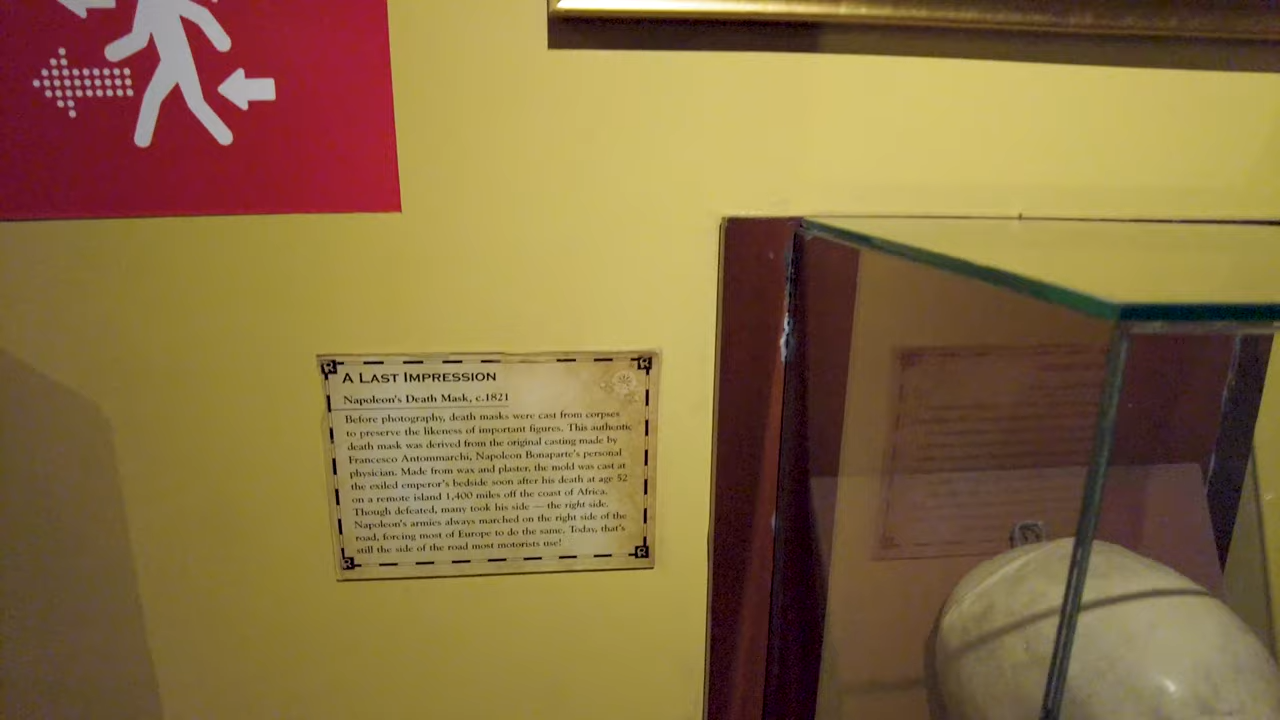 A LAST IMPRESSION
Napoleon's Death Mask, c.1821
Before photography, death masks were cast from corpses
to preserve the likeness of important figures. This authentic
death mask was derived from the original casting made by
Francesco Antommarchi, Napoleon Bonaparte's personal
physician. Made from wax and plaster, the mold was cast at
the exiled emperor's bedside soon after his death at age 52
on a remote island 1,400 miles off the coast of Africa.
Though defeated, many took his side — the right side.
Napoleon's armies always marched on the right side of the
road, forcing most of Europe to do the same. Today, that's
still the side of the road most motorists use!